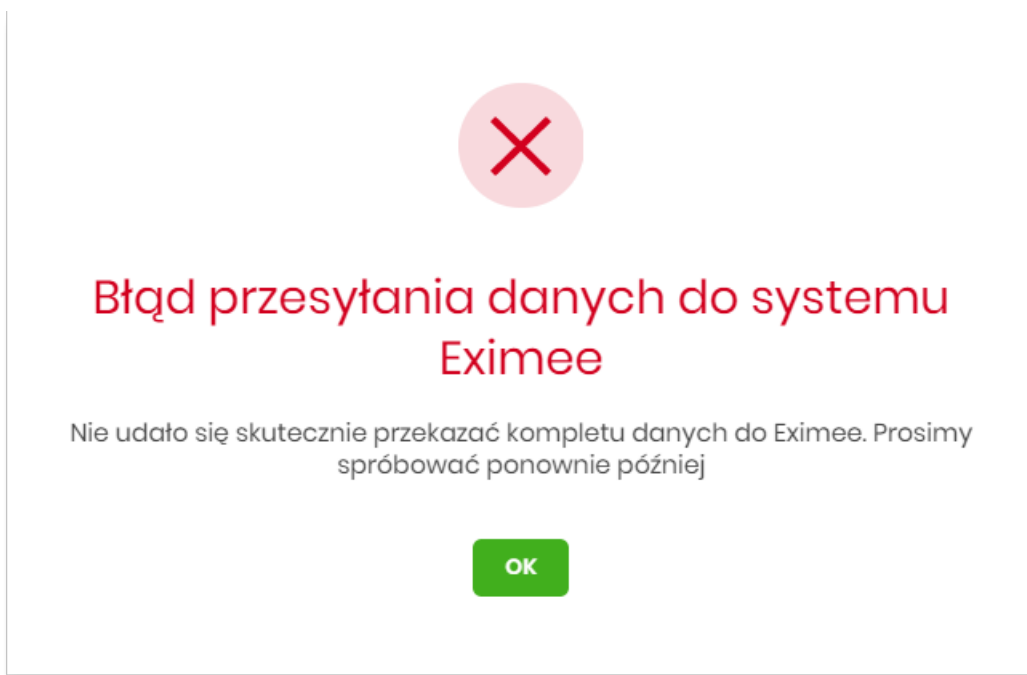 Błąd przesyłania danych do systemu
Eximee
Nie udało się skutecznie przekazać kompletu danych do Eximee. Prosimy
spróbować ponownie później
OK